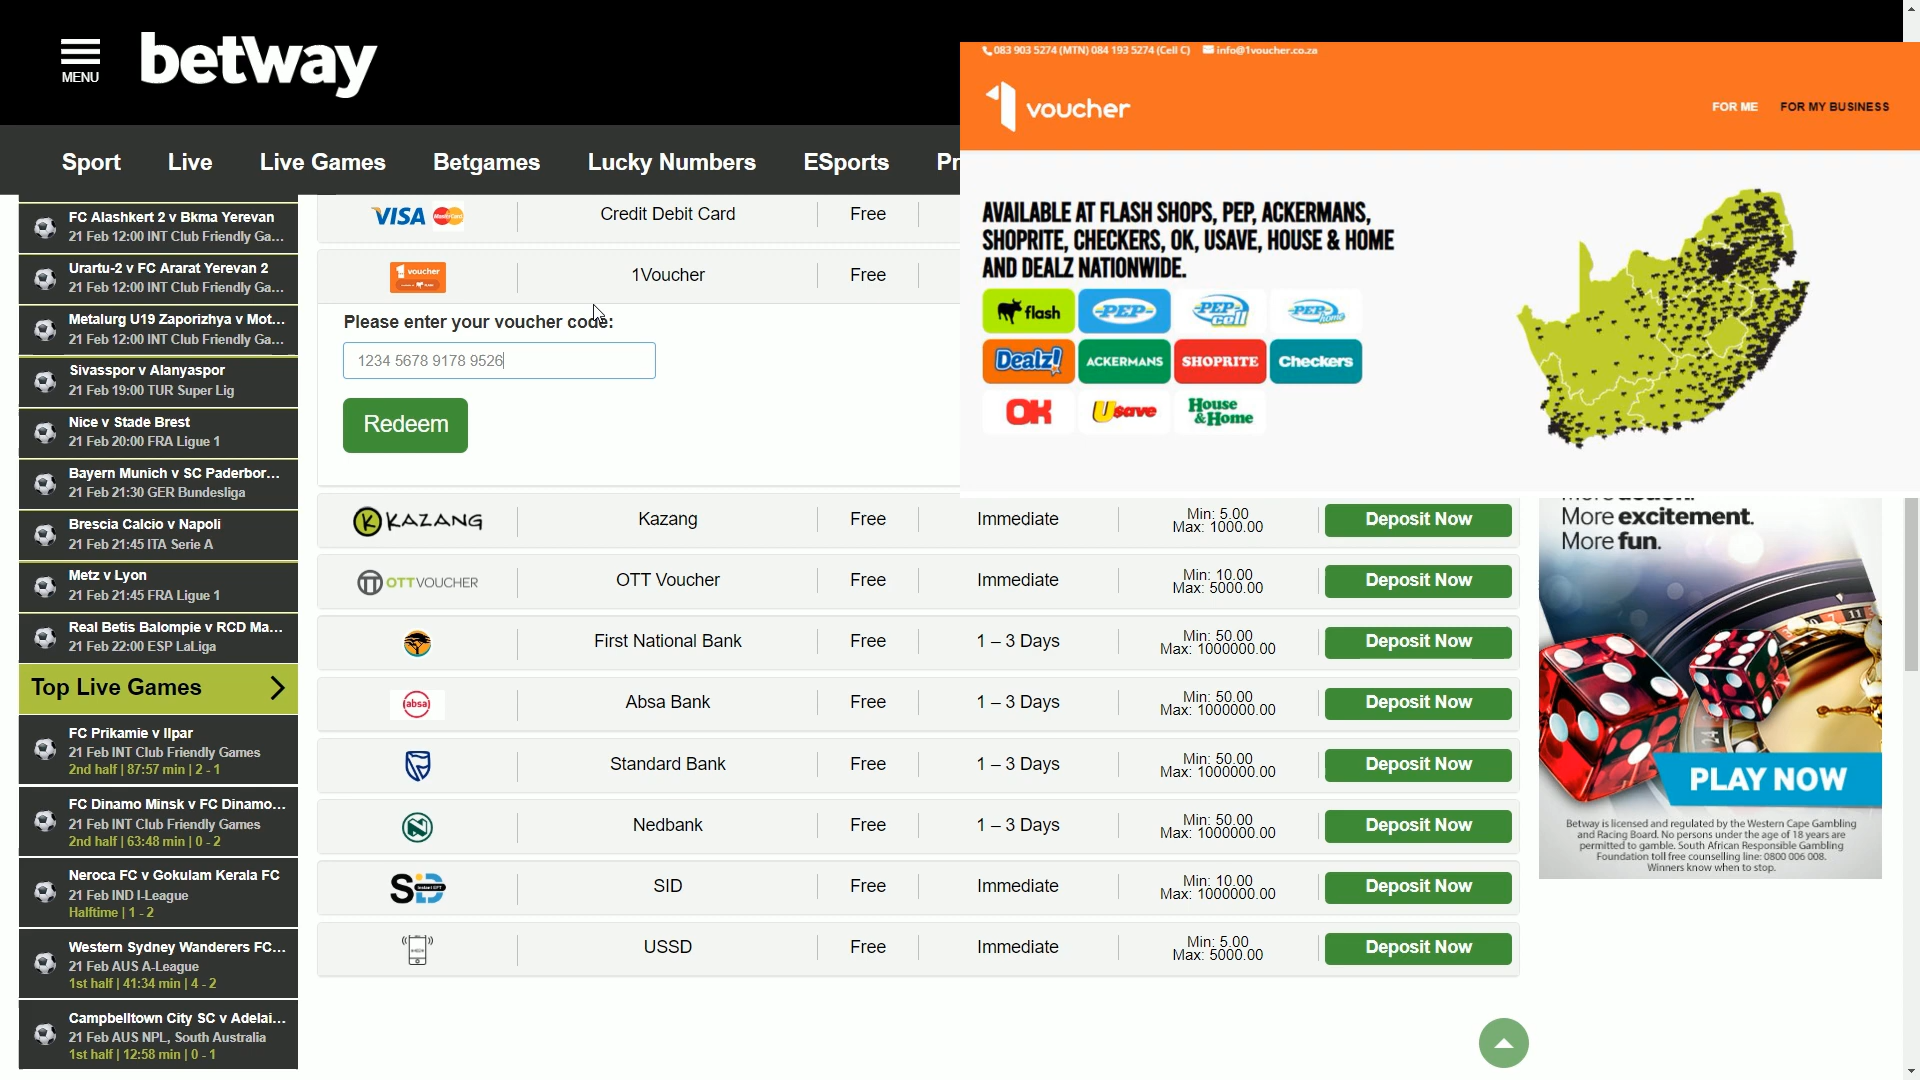 MENU
betway
083 903 5274 (MTN) 084 193 5274 (Cell C)
info@1voucher.co.za
1 voucher
FOR ME
FOR MY BUSINESS
Sport
Live
Live Games
Betgames
Lucky Numbers
ESports
Pr
FC Alashkert 2 v Bkma Yerevan
21 Feb 12:00 INT Club Friendly Ga...
Urartu-2 v FC Ararat Yerevan 2
21 Feb 12:00 INT Club Friendly Ga...
Metalurg U19 Zaporizhya v Mot...
21 Feb 12:00 INT Club Friendly Ga...
Sivasspor v Alanyaspor
21 Feb 19:00 TUR Super Lig
Nice v Stade Brest
21 Feb 20:00 FRA Ligue 1
Bayern Munich v SC Paderbor...
21 Feb 21:30 GER Bundesliga
Brescia Calcio v Napoli
21 Feb 21:45 ITA Serie A
Metz v Lyon
21 Feb 21:45 FRA Ligue 1
Real Betis Balompie v RCD Ma...
21 Feb 22:00 ESP LaLiga
Top Live Games
FC Prikamie v Ilpar
21 Feb INT Club Friendly Games
2nd half | 87:57 min | 2 - 1
FC Dinamo Minsk v FC Dinamo...
21 Feb INT Club Friendly Games
2nd half | 63:48 min | 0 - 2
Neroca FC v Gokulam Kerala FC
21 Feb IND I-League
Halftime | 1 - 2
Western Sydney Wanderers FC...
21 Feb AUS A-League
1st half | 41:34 min | 4 - 2
Campbelltown City SC v Adelai...
21 Feb AUS NPL, South Australia
1st half | 12:58 min | 0 - 1
VISA MasterCard
Credit Debit Card
Free
1 voucher
1Voucher
Free
Please enter your voucher code:
1234 5678 9178 9526
Redeem
AVAILABLE AT FLASH SHOPS, PEP, ACKERMANS,
SHOPRITE, CHECKERS, OK, USAVE, HOUSE & HOME
AND DEALZ NATIONWIDE.
flash
PEP
PEP cell
PEP home
Dealz!
ACKERMANS
SHOPRITE
Checkers
OK
Usave
House
&Home
KAZANG
Kazang
Free
Immediate
Min: 5.00
Max: 1000.00
Deposit Now
OTTVOUCHER
OTT Voucher
Free
Immediate
Min: 10.00
Max: 5000.00
Deposit Now
First National Bank
Free
1 – 3 Days
Min: 50.00
Max: 1000000.00
Deposit Now
absa
Absa Bank
Free
1 – 3 Days
Min: 50.00
Max: 1000000.00
Deposit Now
Standard Bank
Free
1 – 3 Days
Min: 50.00
Max: 1000000.00
Deposit Now
Nedbank
Free
1 – 3 Days
Min: 50.00
Max: 1000000.00
Deposit Now
SiD Instant EFT
SID
Free
Immediate
Min: 10.00
Max: 1000000.00
Deposit Now
USSD
Free
Immediate
Min: 5.00
Max: 5000.00
Deposit Now
More excitement.
More fun.
PLAY NOW
Betway is licensed and regulated by the Western Cape Gambling
and Racing Board. No persons under the age of 18 years are
permitted to gamble. South African Responsible Gambling
Foundation toll free counselling line: 0800 006 008.
Winners know when to stop.